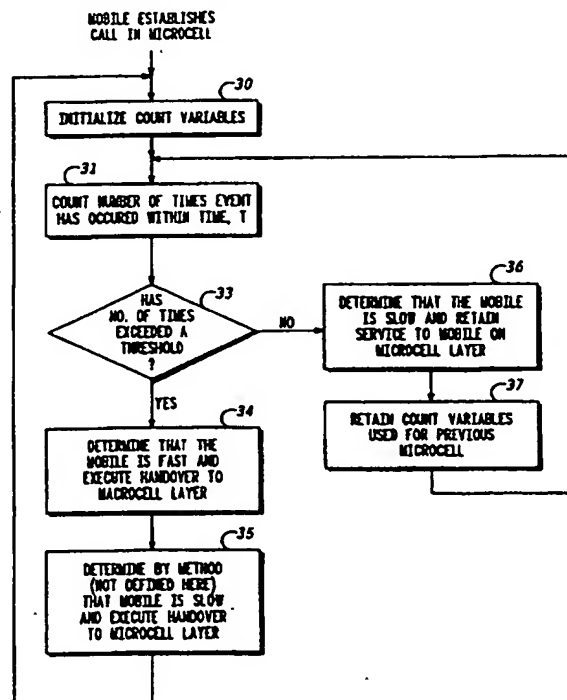 MOBILE ESTABLISHES
CALL IN MICROCELL
30
INITIALIZE COUNT VARIABLES
31
COUNT NUMBER OF TIMES EVENT
HAS OCCURED WITHIN TIME, T
33
HAS
NO. OF TIMES
EXCEEDED A
THRESHOLD
?
NO
YES
36
DETERMINE THAT THE MOBILE
IS SLOW AND RETAIN
SERVICE TO MOBILE ON
MICROCELL LAYER
37
RETAIN COUNT VARIABLES
USED FOR PREVIOUS
MICROCELL
34
DETERMINE THAT THE
MOBILE IS FAST AND
EXECUTE HANDOVER TO
MACROCELL LAYER
35
DETERMINE BY METHOD
(NOT DEFINED HERE)
THAT MOBILE IS SLOW
AND EXECUTE HANDOVER
TO MICROCELL LAYER